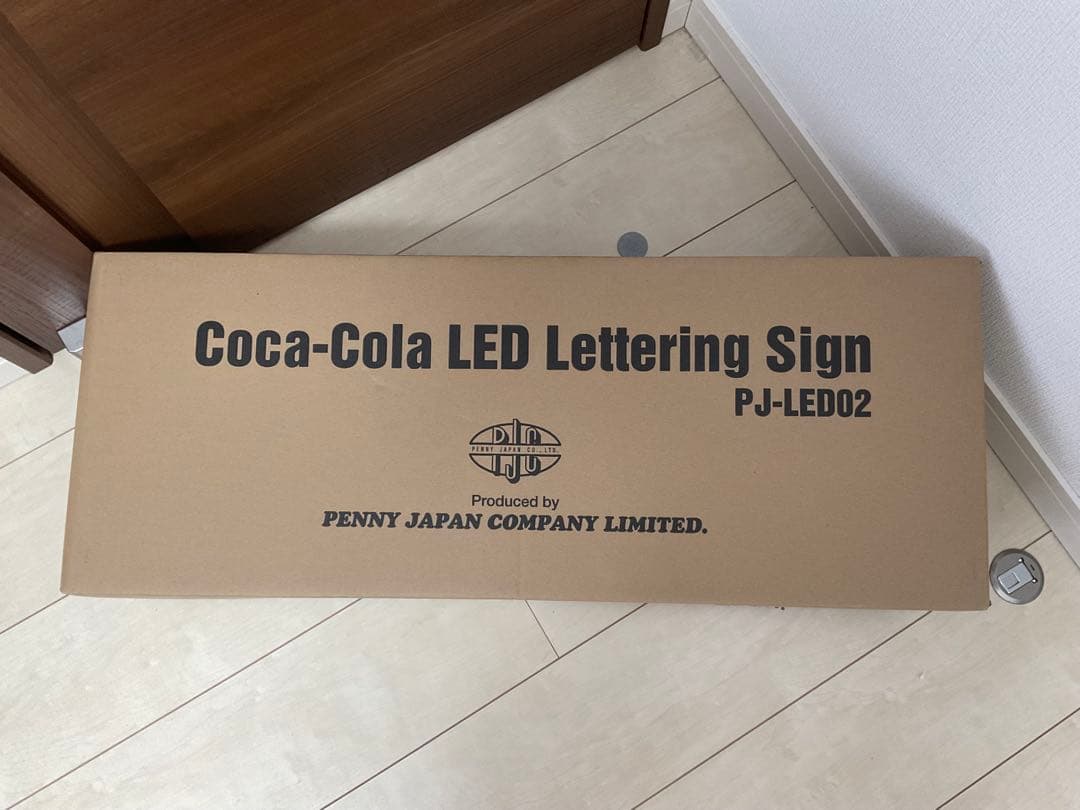 Coca-Cola LED Lettering Sign
PJ-LED02
PJC
PENNY JAPAN CO., LTD.
Produced by
PENNY JAPAN COMPANY LIMITED.